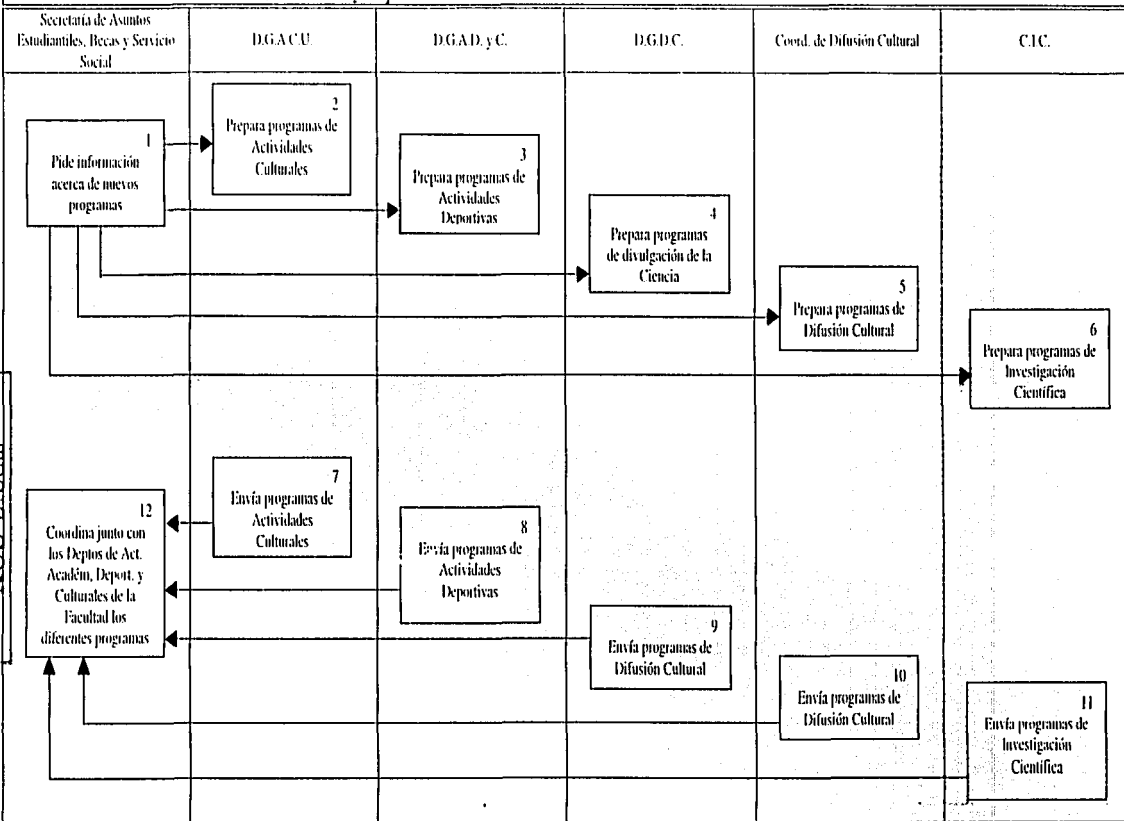 Secretaría de Asuntos
Estudiantiles, Becas y Servicio
Social
D.G.A.C.U.
D.G.A.D. y C.
D.G.D.C.
Coord. de Difusión Cultural
C.I.C.
1
Pide información
acerca de nuevos
programas
2
Prepara programas de
Actividades
Culturales
3
Prepara programas de
Actividades
Deportivas
4
Prepara programas
de divulgación de la
Ciencia
5
Prepara programas de
Difusión Cultural
6
Prepara programas de
Investigación
Científica
7
Envía programas de
Actividades
Culturales
8
Envía programas de
Actividades
Deportivas
9
Envía programas de
Difusión Cultural
10
Envía programas de
Difusión Cultural
11
Envía programas de
Investigación
Científica
12
Coordina junto con
los Deptos de Act.
Académ, Deport. y
Culturales de la
Facultad los
diferentes programas